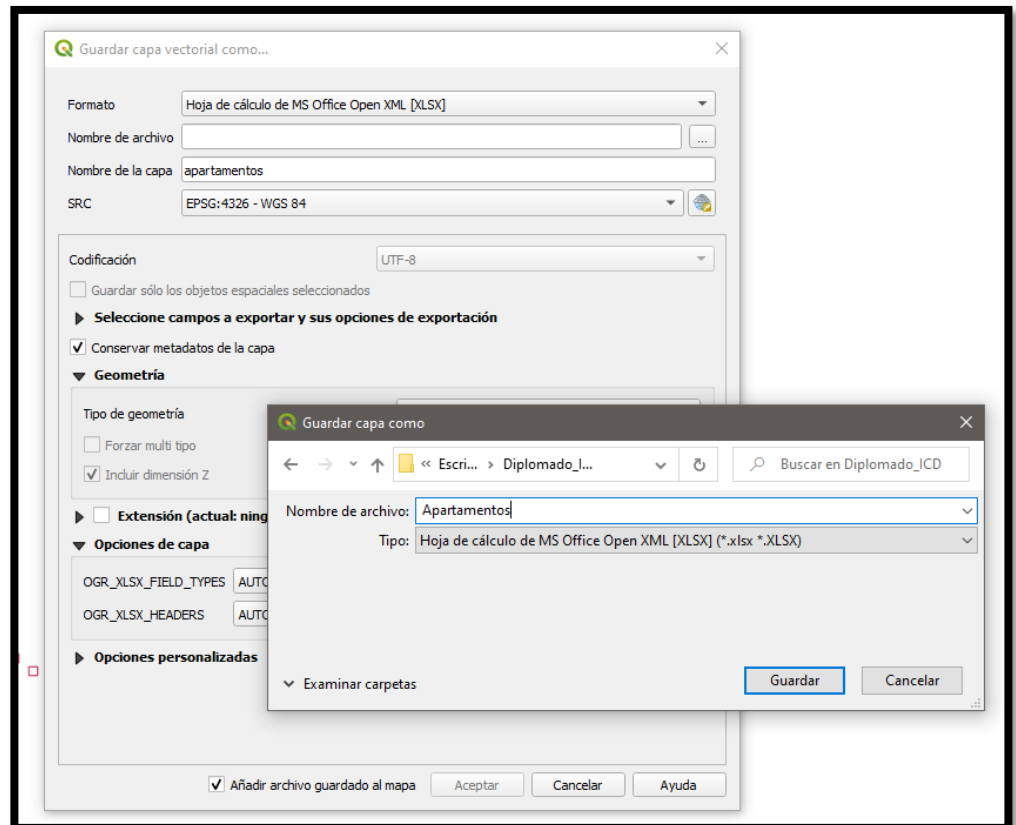 Guardar capa vectorial como...
Formato Hoja de cálculo de MS Office Open XML [XLSX]
Nombre de archivo ...
Nombre de la capa apartamentos
SRC EPSG:4326 - WGS 84
Codificación UTF-8
Guardar sólo los objetos espaciales seleccionados
Seleccione campos a exportar y sus opciones de exportación
Conservar metadatos de la capa
Geometría
Tipo de geometría
Forzar multi tipo
Incluir dimensión Z
Extensión (actual: ning
Opciones de capa
OGR_XLSX_FIELD_TYPES AUTO
OGR_XLSX_HEADERS AUTO
Opciones personalizadas
Añadir archivo guardado al mapa Aceptar Cancelar Ayuda
Guardar capa como
« Escri... › Diplomado_I... Buscar en Diplomado_ICD
Nombre de archivo: Apartamentos
Tipo: Hoja de cálculo de MS Office Open XML [XLSX] (*.xlsx *.XLSX)
Examinar carpetas Guardar Cancelar